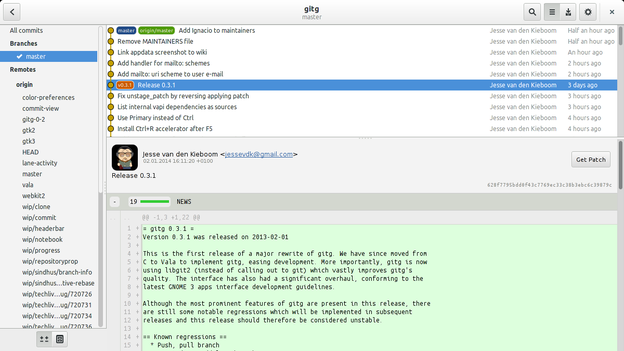 gitg
master
All commits
Branches
master
Remotes
origin
color-preferences
commit-view
gitg-0-2
gtk2
gtk3
HEAD
lane-activity
master
vala
webkit2
wip/clone
wip/commit
wip/headerbar
wip/notebook
wip/progress
wip/repositoryprop
wip/sindhus/branch-info
wip/sindhus...tive-rebase
wip/techliv...ug/720726
wip/techliv...ug/720731
wip/techliv...ug/720734
wip/techliv...ug/720736
master origin/master Add Ignacio to maintainers Jesse van den Kieboom Half an hour ago
Remove MAINTAINERS file Jesse van den Kieboom Half an hour ago
Link appdata screenshot to wiki Jesse van den Kieboom An hour ago
Add handler for mailto: schemes Jesse van den Kieboom 2 hours ago
Add mailto: uri scheme to user e-mail Jesse van den Kieboom 2 hours ago
v0.3.1 Release 0.3.1 Jesse van den Kieboom 3 days ago
Fix unstage_patch by reversing applying patch Jesse van den Kieboom 3 hours ago
List internal vapi dependencies as sources Jesse van den Kieboom 3 hours ago
Use Primary instead of Ctrl Jesse van den Kieboom 4 hours ago
Install Ctrl+R accelerator after F5 Jesse van den Kieboom 4 hours ago
Jesse van den Kieboom <jessevdk@gmail.com>
02.01.2014 16:11:20 +0100
Get Patch
Release 0.3.1
- 19 NEWS
@@ -1,3 +1,22 @@
1 + = gitg 0.3.1 =
2 + Version 0.3.1 was released on 2013-02-01
3 +
4 + This is the first release of a major rewrite of gitg. We have since moved from
5 + C to Vala to implement gitg, easing development. More importantly, gitg is now
6 + using libgit2 (instead of calling out to git) which vastly improves gitg's
7 + quality. The interface has also had a significant overhaul, conforming to the
8 + latest GNOME 3 apps interface development guidelines.
9 +
10 + Although the most prominent features of gitg are present in this release, there
11 + are still some notable regressions which will be implemented in subsequent
12 + releases and this release should therefore be considered unstable.
13 +
14 + == Known regressions ==
15 + * Push, pull branch